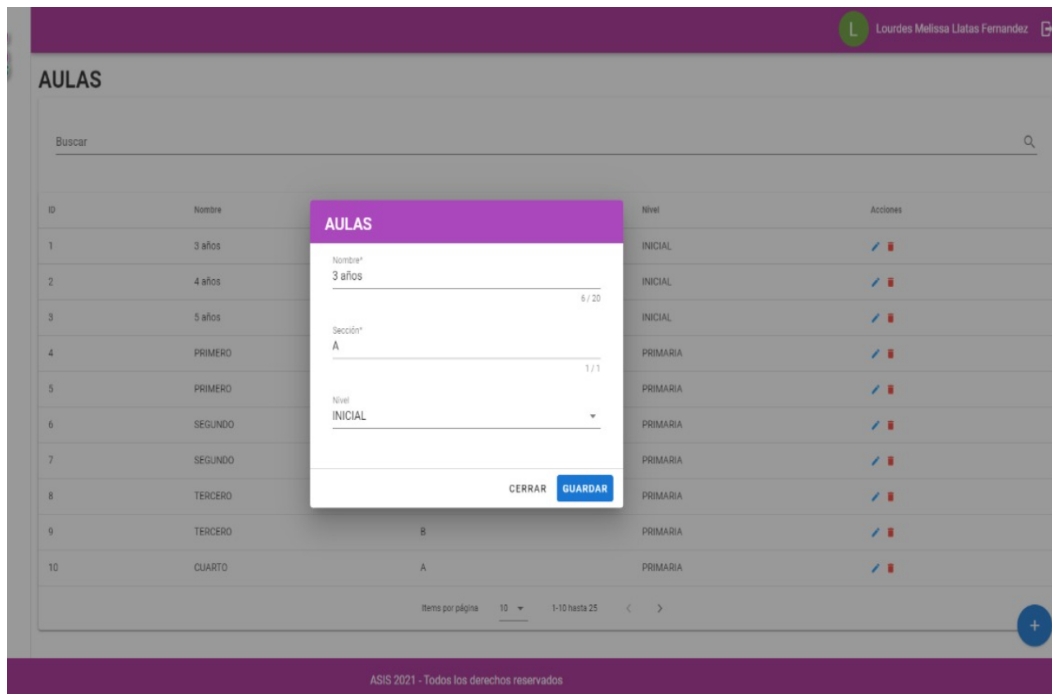 L Lourdes Melissa Llatas Fernandez
AULAS
Buscar
ID Nombre Nivel Acciones
1 3 años INICIAL
2 4 años INICIAL
3 5 años INICIAL
4 PRIMERO PRIMARIA
5 PRIMERO PRIMARIA
6 SEGUNDO PRIMARIA
7 SEGUNDO PRIMARIA
8 TERCERO PRIMARIA
9 TERCERO B PRIMARIA
10 CUARTO A PRIMARIA
Items por página 10 1-10 hasta 25
AULAS
Nombre*
3 años
6 / 20
Sección*
A
1 / 1
Nivel
INICIAL
CERRAR GUARDAR
ASIS 2021 - Todos los derechos reservados